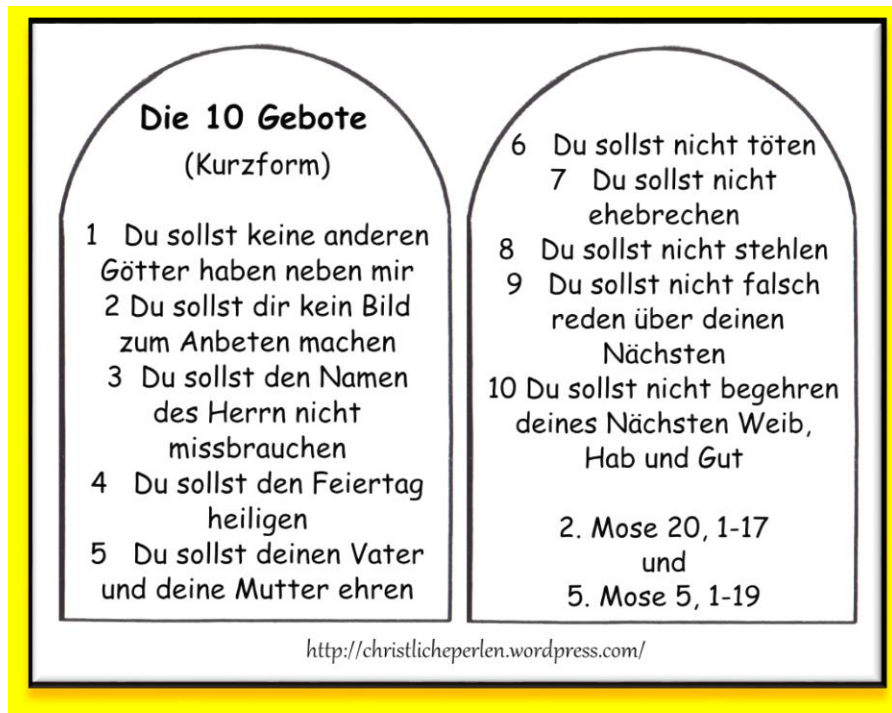 Die 10 Gebote
(Kurzform)
1 Du sollst keine anderen
Götter haben neben mir
2 Du sollst dir kein Bild
zum Anbeten machen
3 Du sollst den Namen
des Herrn nicht
missbrauchen
4 Du sollst den Feiertag
heiligen
5 Du sollst deinen Vater
und deine Mutter ehren
6 Du sollst nicht töten
7 Du sollst nicht
ehebrechen
8 Du sollst nicht stehlen
9 Du sollst nicht falsch
reden über deinen
Nächsten
10 Du sollst nicht begehren
deines Nächsten Weib,
Hab und Gut
2. Mose 20, 1-17
und
5. Mose 5, 1-19
http://christlicheperlen.wordpress.com/